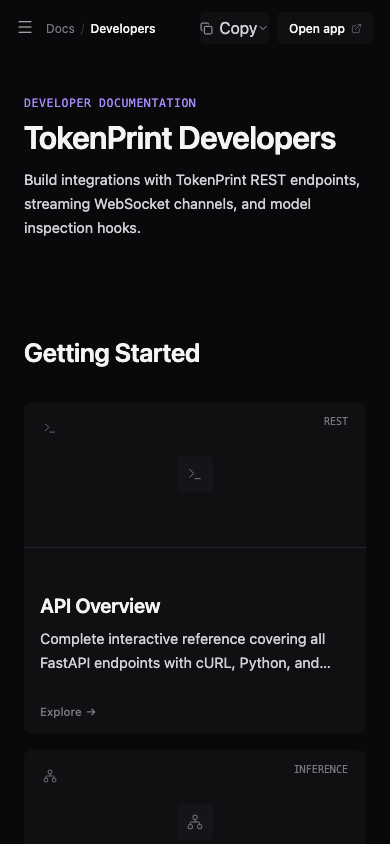 Docs / Developers
Copy
Open app
DEVELOPER DOCUMENTATION
TokenPrint Developers
Build integrations with TokenPrint REST endpoints,
streaming WebSocket channels, and model
inspection hooks.
Getting Started
REST
API Overview
Complete interactive reference covering all
FastAPI endpoints with cURL, Python, and...
Explore →
INFERENCE